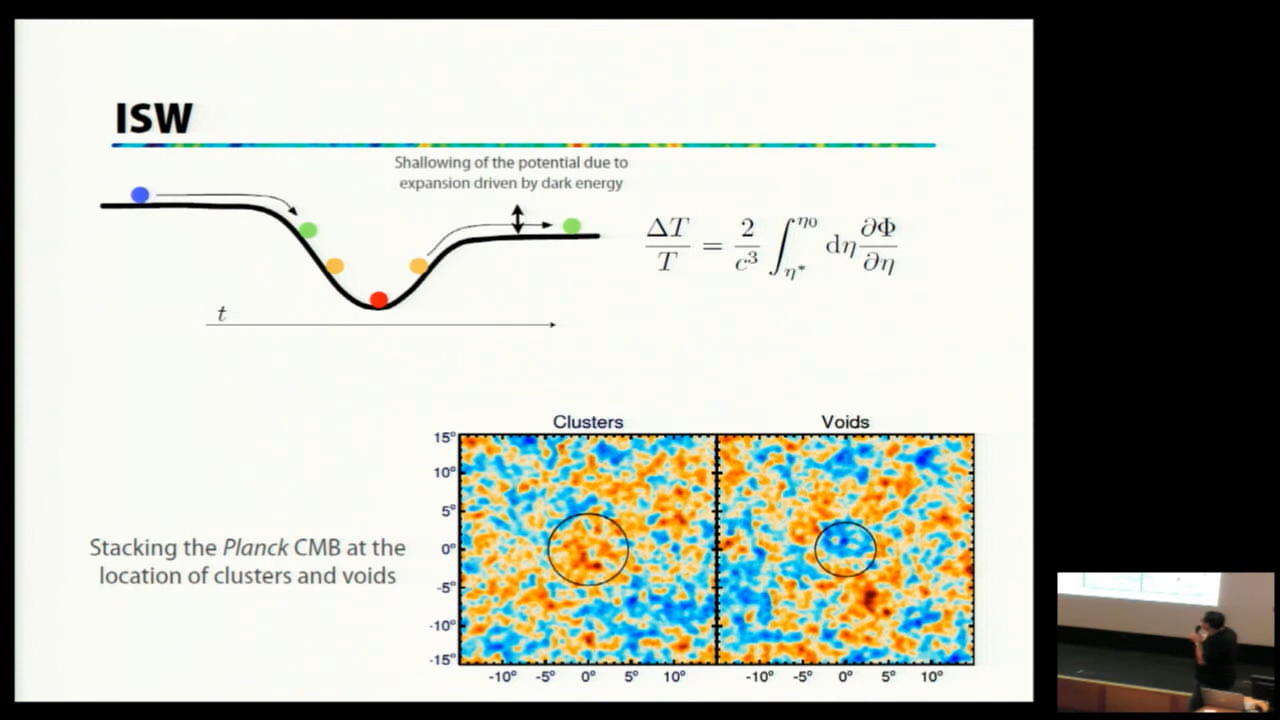 ISW
Shallowing of the potential due to
expansion driven by dark energy
ΔT/T = 2/c³ ∫_{η*}^{η0} dη ∂Φ/∂η
t
Clusters
Voids
15° 10° 5° 0° -5° -10° -15°
Stacking the Planck CMB at the
location of clusters and voids
-10° -5° 0° 5° 10° -10° -5° 0° 5° 10°